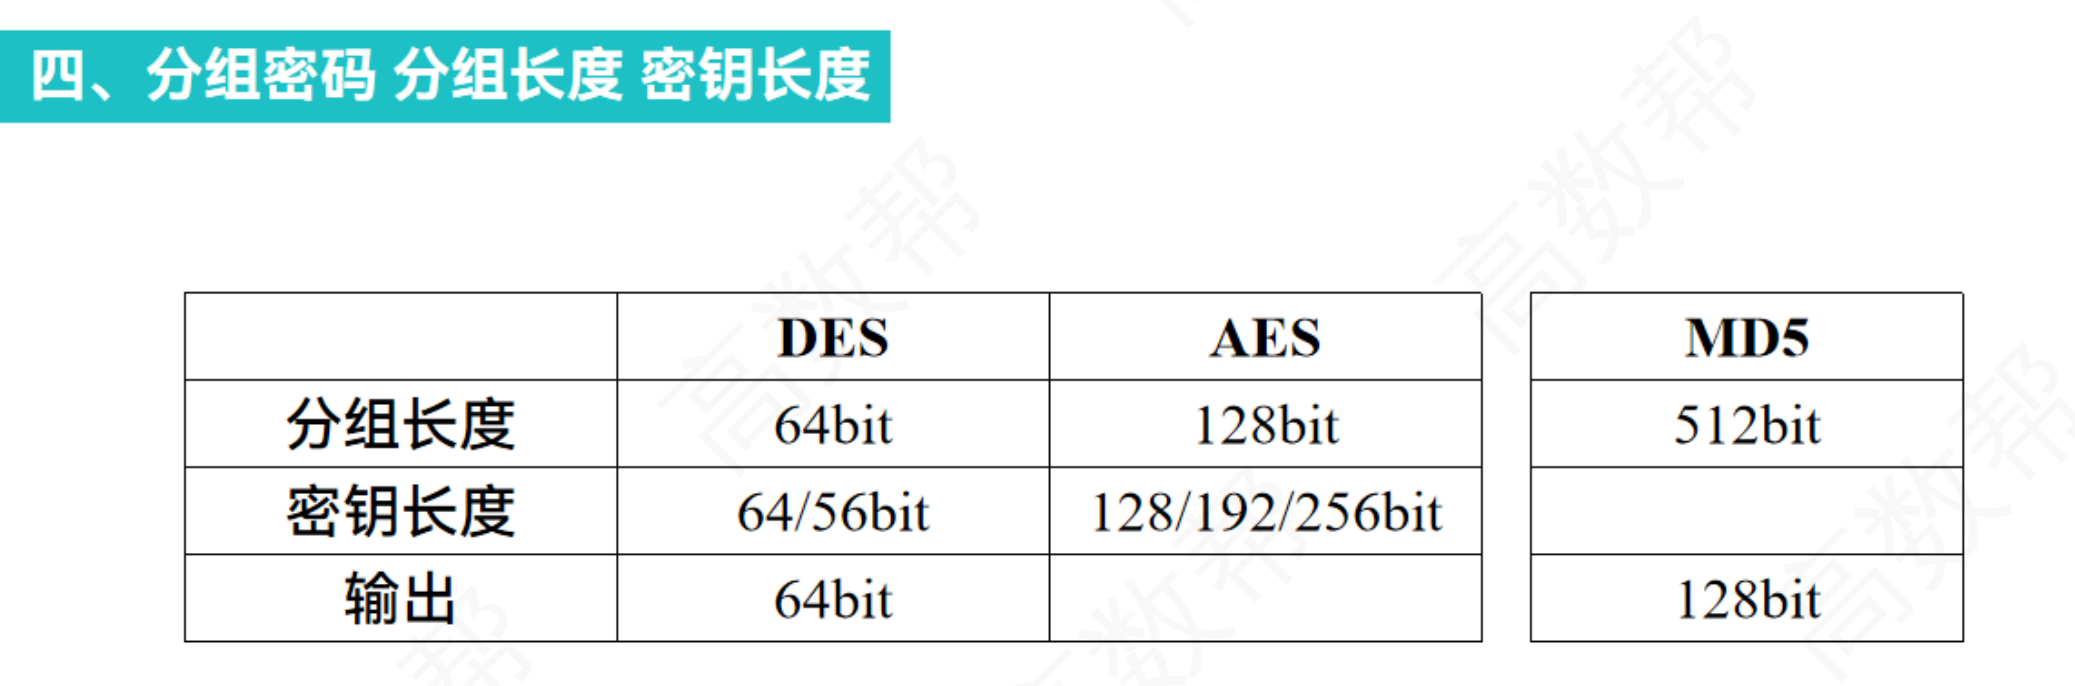 四、分组密码 分组长度 密钥长度
DES AES MD5
分组长度 64bit 128bit 512bit
密钥长度 64/56bit 128/192/256bit
输出 64bit 128bit
高数帮
高数帮
高数帮
高数帮
帮